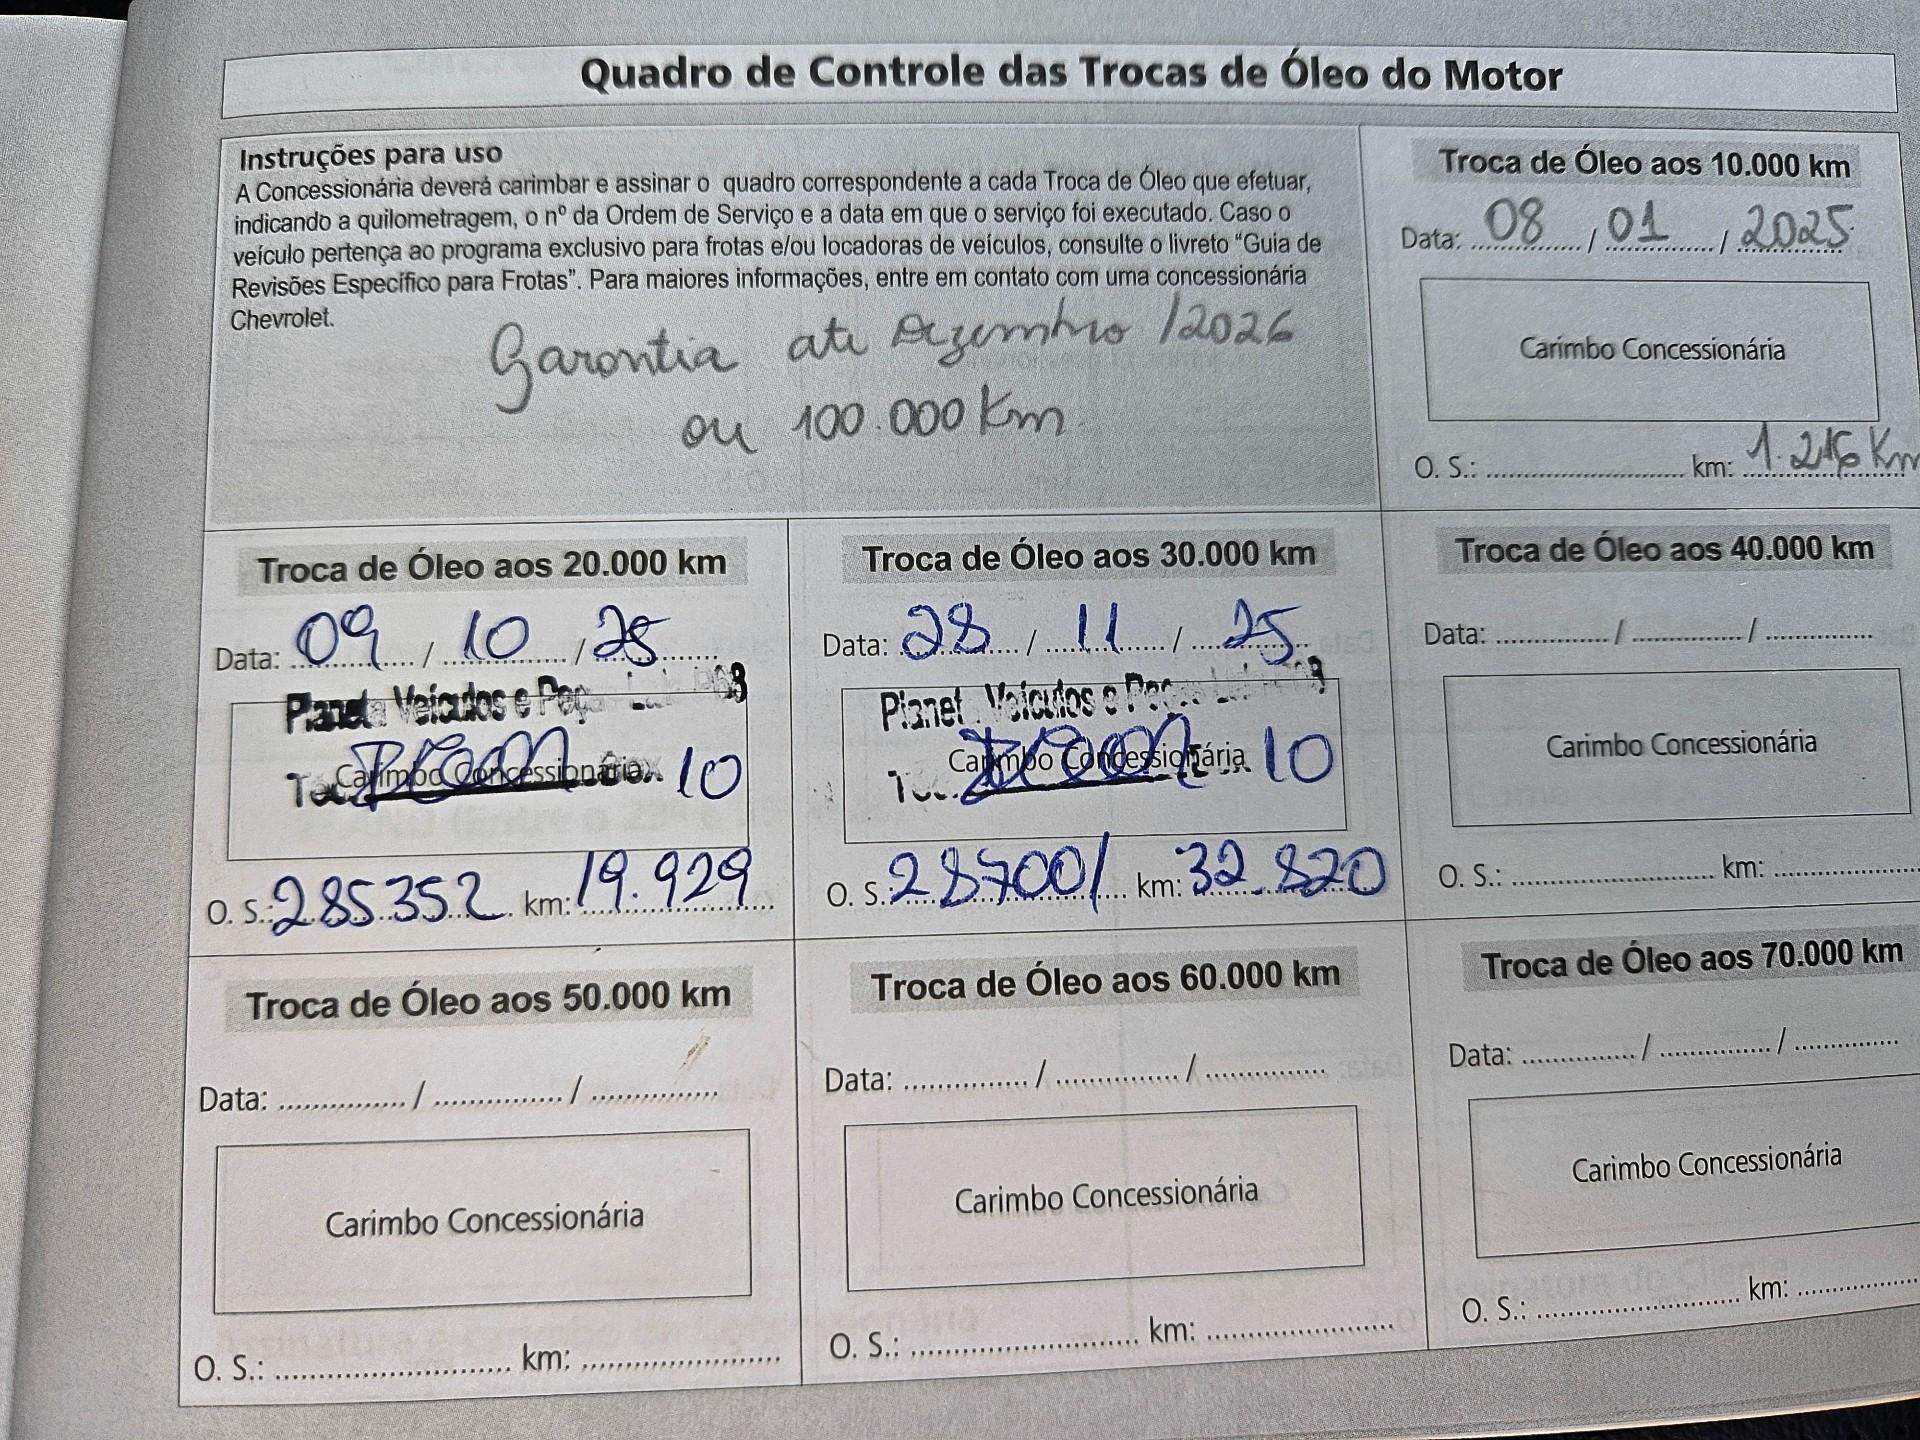 Quadro de Controle das Trocas de Óleo do Motor
Instruções para uso
A Concessionária deverá carimbar e assinar o quadro correspondente a cada Troca de Óleo que efetuar,
indicando a quilometragem, o nº da Ordem de Serviço e a data em que o serviço foi executado. Caso o
veículo pertença ao programa exclusivo para frotas e/ou locadoras de veículos, consulte o livreto “Guia de
Revisões Específico para Frotas”. Para maiores informações, entre em contato com uma concessionária
Chevrolet.
Garantia ate Dezembro /2026
ou 100.000 Km
Troca de Óleo aos 10.000 km
Data: 08 / 01 / 2025
Carimbo Concessionária
O. S.: km: 1.216 Km
Troca de Óleo aos 20.000 km
Data: 09 / 10 / 25
Planeta Veículos e
Carimbo Concessionária
10
O. S.: 285352 km: 19.929
Troca de Óleo aos 30.000 km
Data: 28 / 11 / 25
Veículos e
Carimbo Concessionária
10
O. S.: km: 32.820
Troca de Óleo aos 40.000 km
Data: / /
Carimbo Concessionária
O. S.: km:
Troca de Óleo aos 50.000 km
Data: / /
Carimbo Concessionária
O. S.: km:
Troca de Óleo aos 60.000 km
Data: / /
Carimbo Concessionária
O. S.: km:
Troca de Óleo aos 70.000 km
Data: / /
Carimbo Concessionária
O. S.: km: